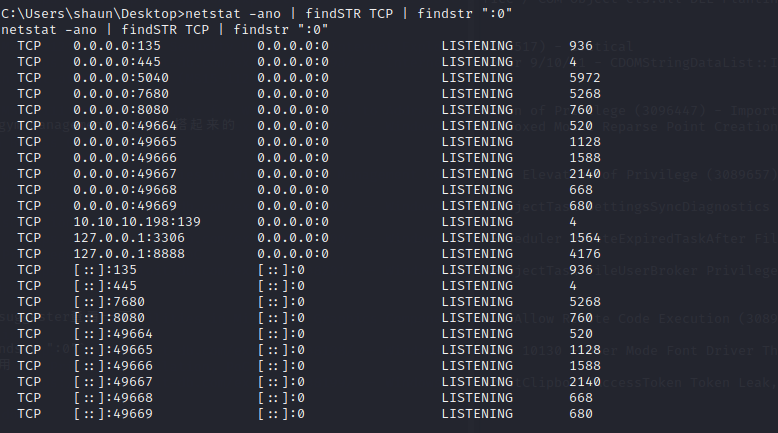 C:\Users\shaun\Desktop>netstat -ano | findSTR TCP | findstr ":0"
netstat -ano | findSTR TCP | findstr ":0"
TCP 0.0.0.0:135 0.0.0.0:0 LISTENING 936
TCP 0.0.0.0:445 0.0.0.0:0 LISTENING 4
TCP 0.0.0.0:5040 0.0.0.0:0 LISTENING 5972
TCP 0.0.0.0:7680 0.0.0.0:0 LISTENING 5268
TCP 0.0.0.0:8080 0.0.0.0:0 LISTENING 760
TCP 0.0.0.0:49664 0.0.0.0:0 LISTENING 520
TCP 0.0.0.0:49665 0.0.0.0:0 LISTENING 1128
TCP 0.0.0.0:49666 0.0.0.0:0 LISTENING 1588
TCP 0.0.0.0:49667 0.0.0.0:0 LISTENING 2140
TCP 0.0.0.0:49668 0.0.0.0:0 LISTENING 668
TCP 0.0.0.0:49669 0.0.0.0:0 LISTENING 680
TCP 10.10.10.198:139 0.0.0.0:0 LISTENING 4
TCP 127.0.0.1:3306 0.0.0.0:0 LISTENING 1564
TCP 127.0.0.1:8888 0.0.0.0:0 LISTENING 4176
TCP [::]:135 [::]:0 LISTENING 936
TCP [::]:445 [::]:0 LISTENING 4
TCP [::]:7680 [::]:0 LISTENING 5268
TCP [::]:8080 [::]:0 LISTENING 760
TCP [::]:49664 [::]:0 LISTENING 520
TCP [::]:49665 [::]:0 LISTENING 1128
TCP [::]:49666 [::]:0 LISTENING 1588
TCP [::]:49667 [::]:0 LISTENING 2140
TCP [::]:49668 [::]:0 LISTENING 668
TCP [::]:49669 [::]:0 LISTENING 680